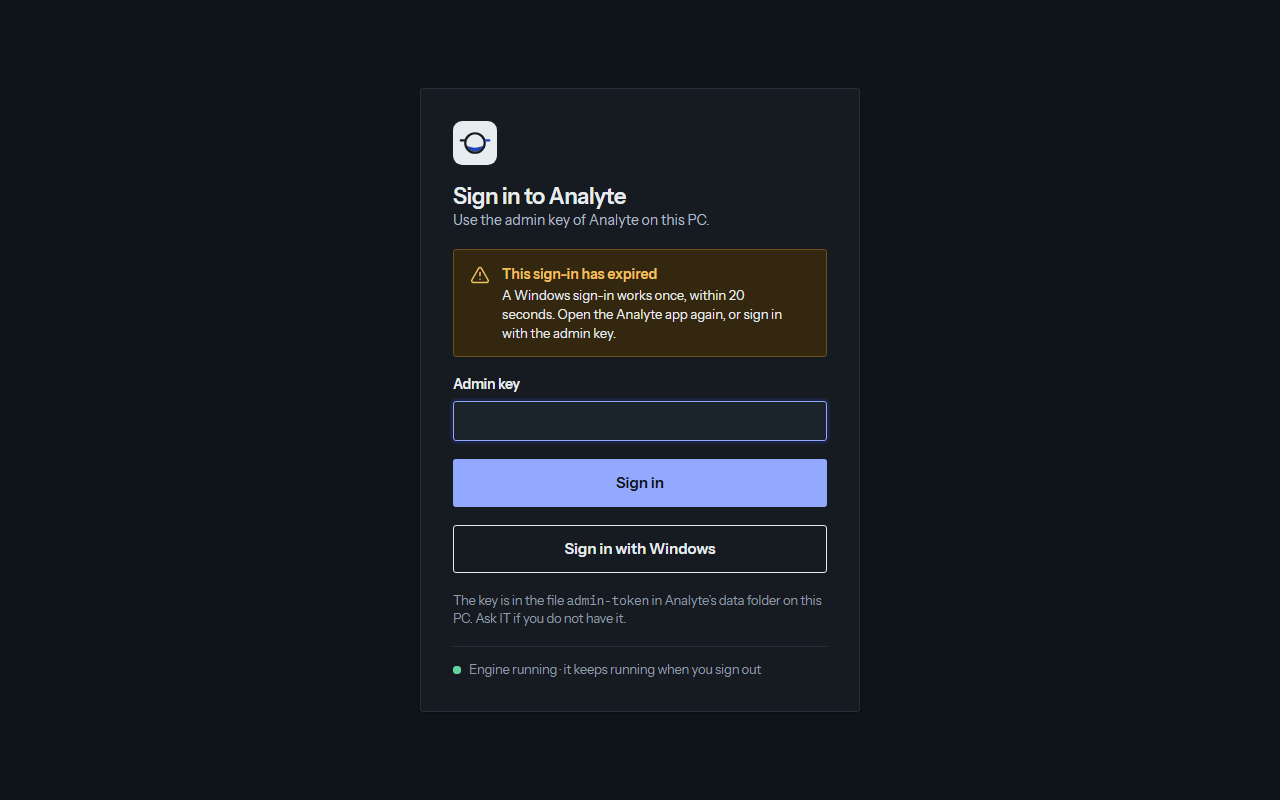 Sign in to Analyte
Use the admin key of Analyte on this PC.
This sign-in has expired
A Windows sign-in works once, within 20
seconds. Open the Analyte app again, or sign in
with the admin key.
Admin key
Sign in
Sign in with Windows
The key is in the file admin-token in Analyte's data folder on this
PC. Ask IT if you do not have it.
Engine running · it keeps running when you sign out